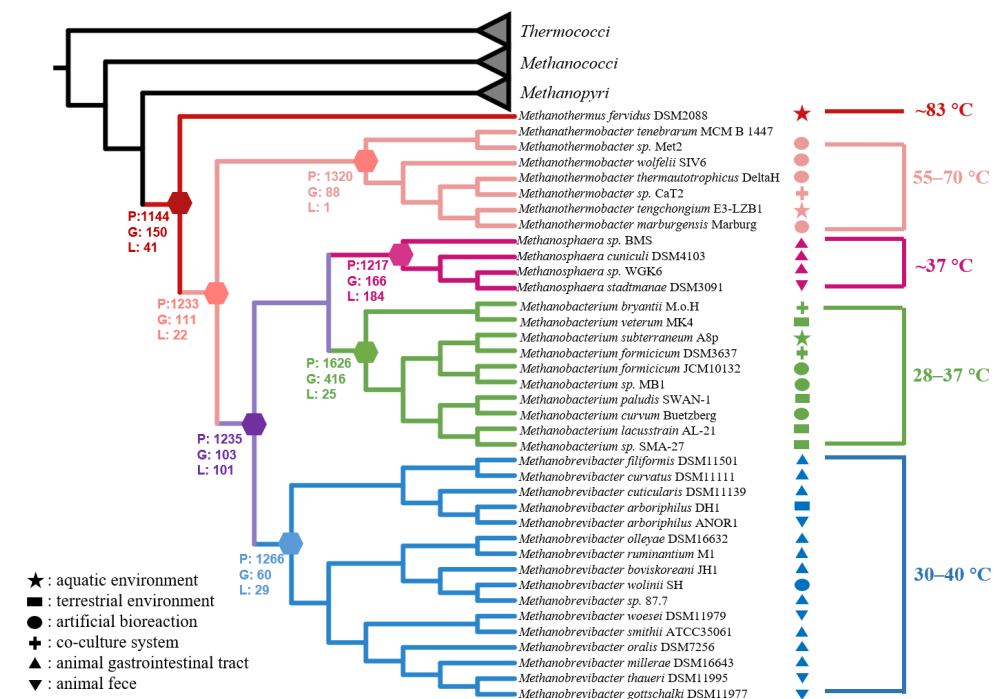 Thermococci
Methanococci
Methanopyri
Methanothermus fervidus DSM2088
~83 °C
Methanathermobacter tenebrarum MCM B 1447
Methanothermobacter sp. Met2
Methanothermobacter wolfelii SIV6
Methanothermobacter thermautotrophicus DeltaH
Methanothermobacter sp. CaT2
Methanothermobacter tengchongium E3-LZB1
Methanothermobacter marburgensis Marburg
55–70 °C
P: 1320
G: 88
L: 1
P:1144
G: 150
L: 41
Methanosphaera sp. BMS
Methanosphaera cuniculi DSM4103
Methanosphaera sp. WGK6
Methanosphaera stadtmanae DSM3091
~37 °C
P:1217
G: 166
L: 184
P:1233
G: 111
L: 22
Methanobacterium bryantii M.o.H
Methanobacterium veterum MK4
Methanobacterium subterraneum A8p
Methanobacterium formicicum DSM3637
Methanobacterium formicicum JCM10132
Methanobacterium sp. MB1
Methanobacterium paludis SWAN-1
Methanobacterium curvum Buetzberg
Methanobacterium lacusstrain AL-21
Methanobacterium sp. SMA-27
28–37 °C
P: 1626
G: 416
L: 25
P: 1235
G: 103
L: 101
Methanobrevibacter filiformis DSM11501
Methanobrevibacter curvatus DSM11111
Methanobrevibacter cuticularis DSM11139
Methanobrevibacter arboriphilus DH1
Methanobrevibacter arboriphilus ANOR1
Methanobrevibacter olleyae DSM16632
Methanobrevibacter ruminantium M1
Methanobrevibacter boviskoreani JH1
Methanobrevibacter wolinii SH
Methanobrevibacter sp. 87.7
Methanobrevibacter woesei DSM11979
Methanobrevibacter smithii ATCC35061
Methanobrevibacter oralis DSM7256
Methanobrevibacter millerae DSM16643
Methanobrevibacter thaueri DSM11995
Methanobrevibacter gottschalki DSM11977
30–40 °C
P: 1266
G: 60
L: 29
: aquatic environment
: terrestrial environment
: artificial bioreaction
: co-culture system
: animal gastrointestinal tract
: animal fece